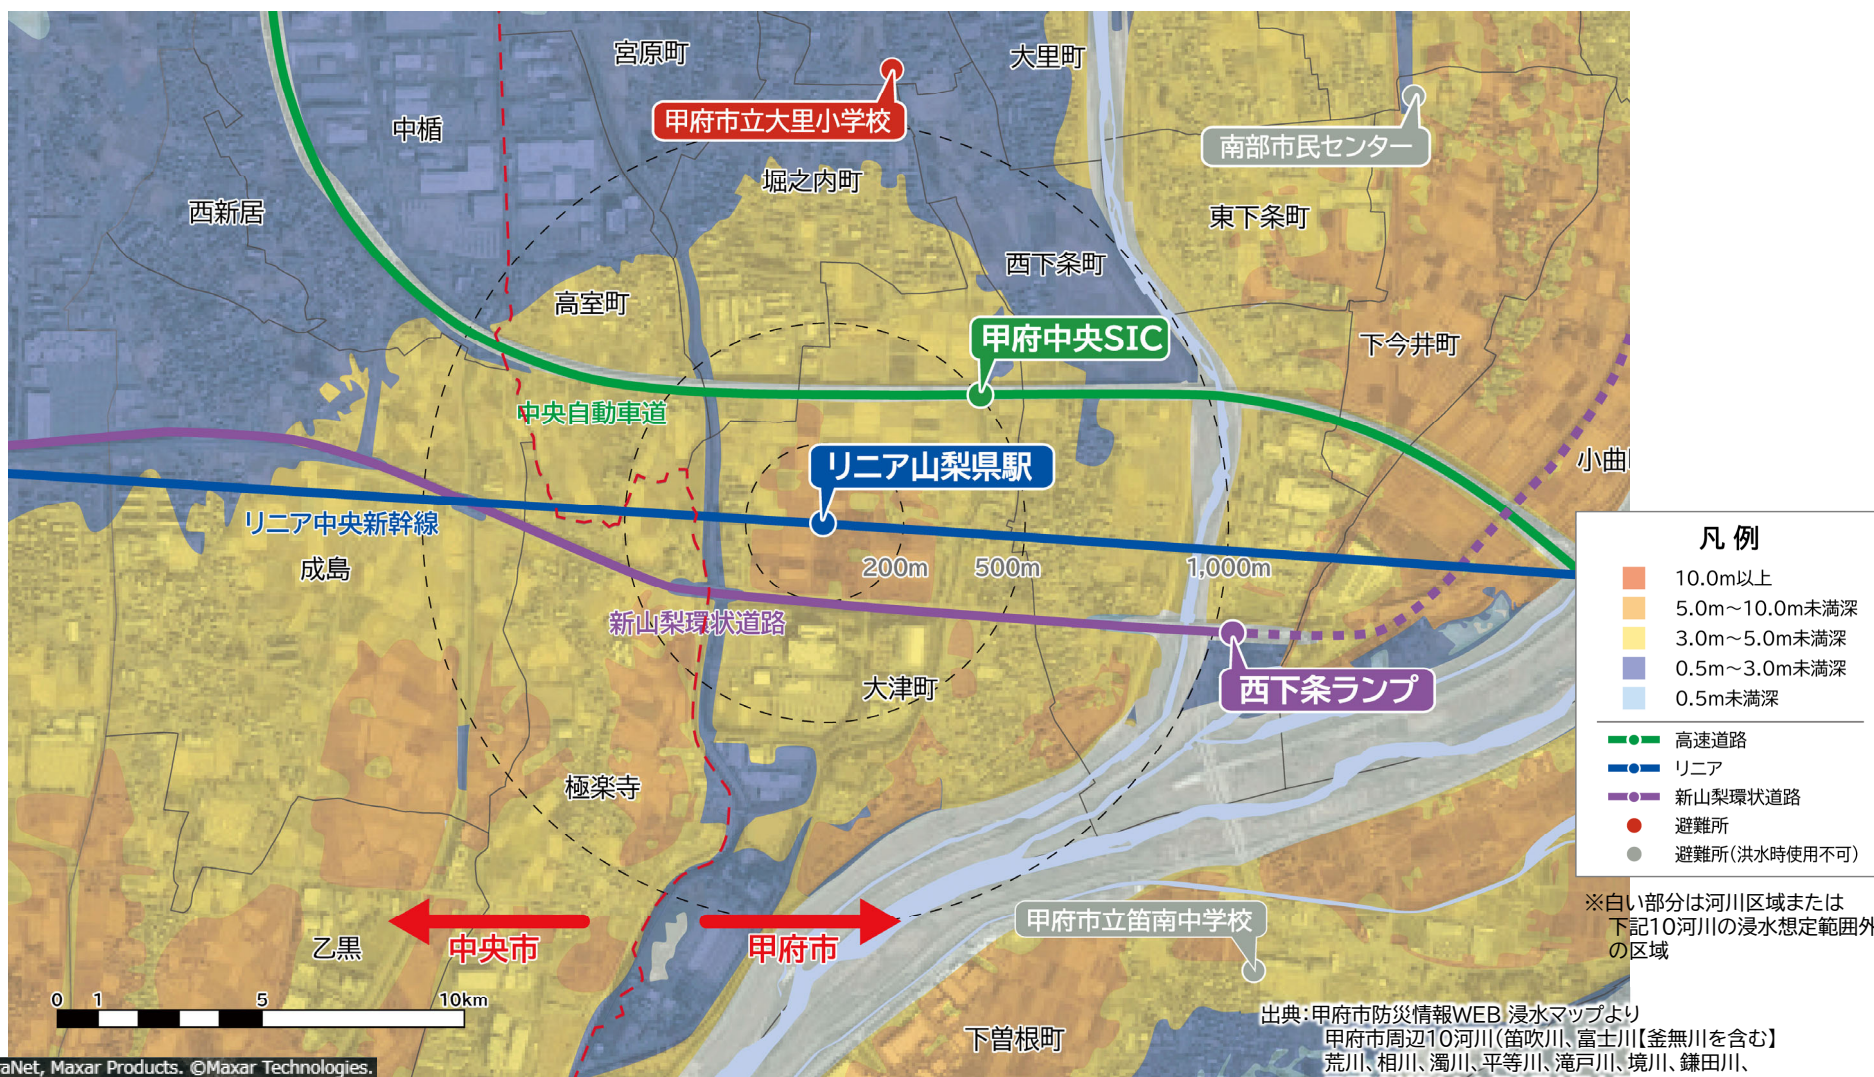 宮原町
大里町
甲府市立大里小学校
中楯
南部市民センター
堀之内町
西新居
東下条町
西下条町
高室町
甲府中央SIC
下今井町
中央自動車道
リニア山梨県駅
小曲
リニア中央新幹線
成島
200m
500m
1,000m
新山梨環状道路
大津町
西下条ランプ
極楽寺
甲府市立笛南中学校
中央市
甲府市
乙黒
下曽根町
0 1 5 10km
凡例
10.0m以上
5.0m～10.0m未満深
3.0m～5.0m未満深
0.5m～3.0m未満深
0.5m未満深
高速道路
リニア
新山梨環状道路
避難所
避難所(洪水時使用不可)
※白い部分は河川区域または
下記10河川の浸水想定範囲外
の区域
出典:甲府市防災情報WEB 浸水マップより
甲府市周辺10河川(笛吹川、富士川【釜無川を含む】
荒川、相川、濁川、平等川、滝戸川、境川、鎌田川、
aNet, Maxar Products. ©Maxar Technologies.